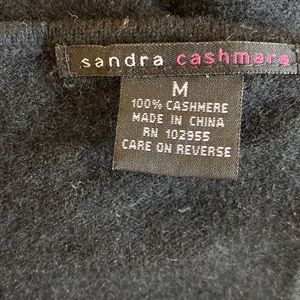 sandra cashmere
M
100% CASHMERE
MADE IN CHINA
RN 102955
CARE ON REVERSE